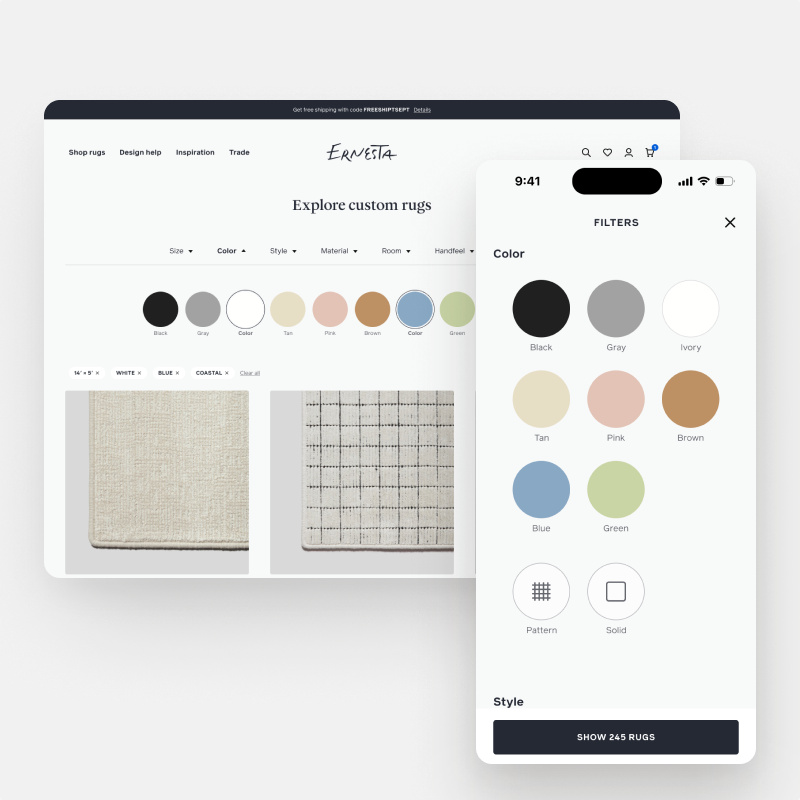 Get free shipping with code FREESHIPTSEPT Details
Shop rugs Design help Inspiration Trade
ERNESTA
1
Explore custom rugs
Size Color Style Material Room Handfeel
Black Gray Color Tan Pink Brown Color Green
14' × 5' × WHITE × BLUE × COASTAL × Clear all
9:41
FILTERS
Color
Black Gray Ivory
Tan Pink Brown
Blue Green
Pattern Solid
Style
SHOW 245 RUGS